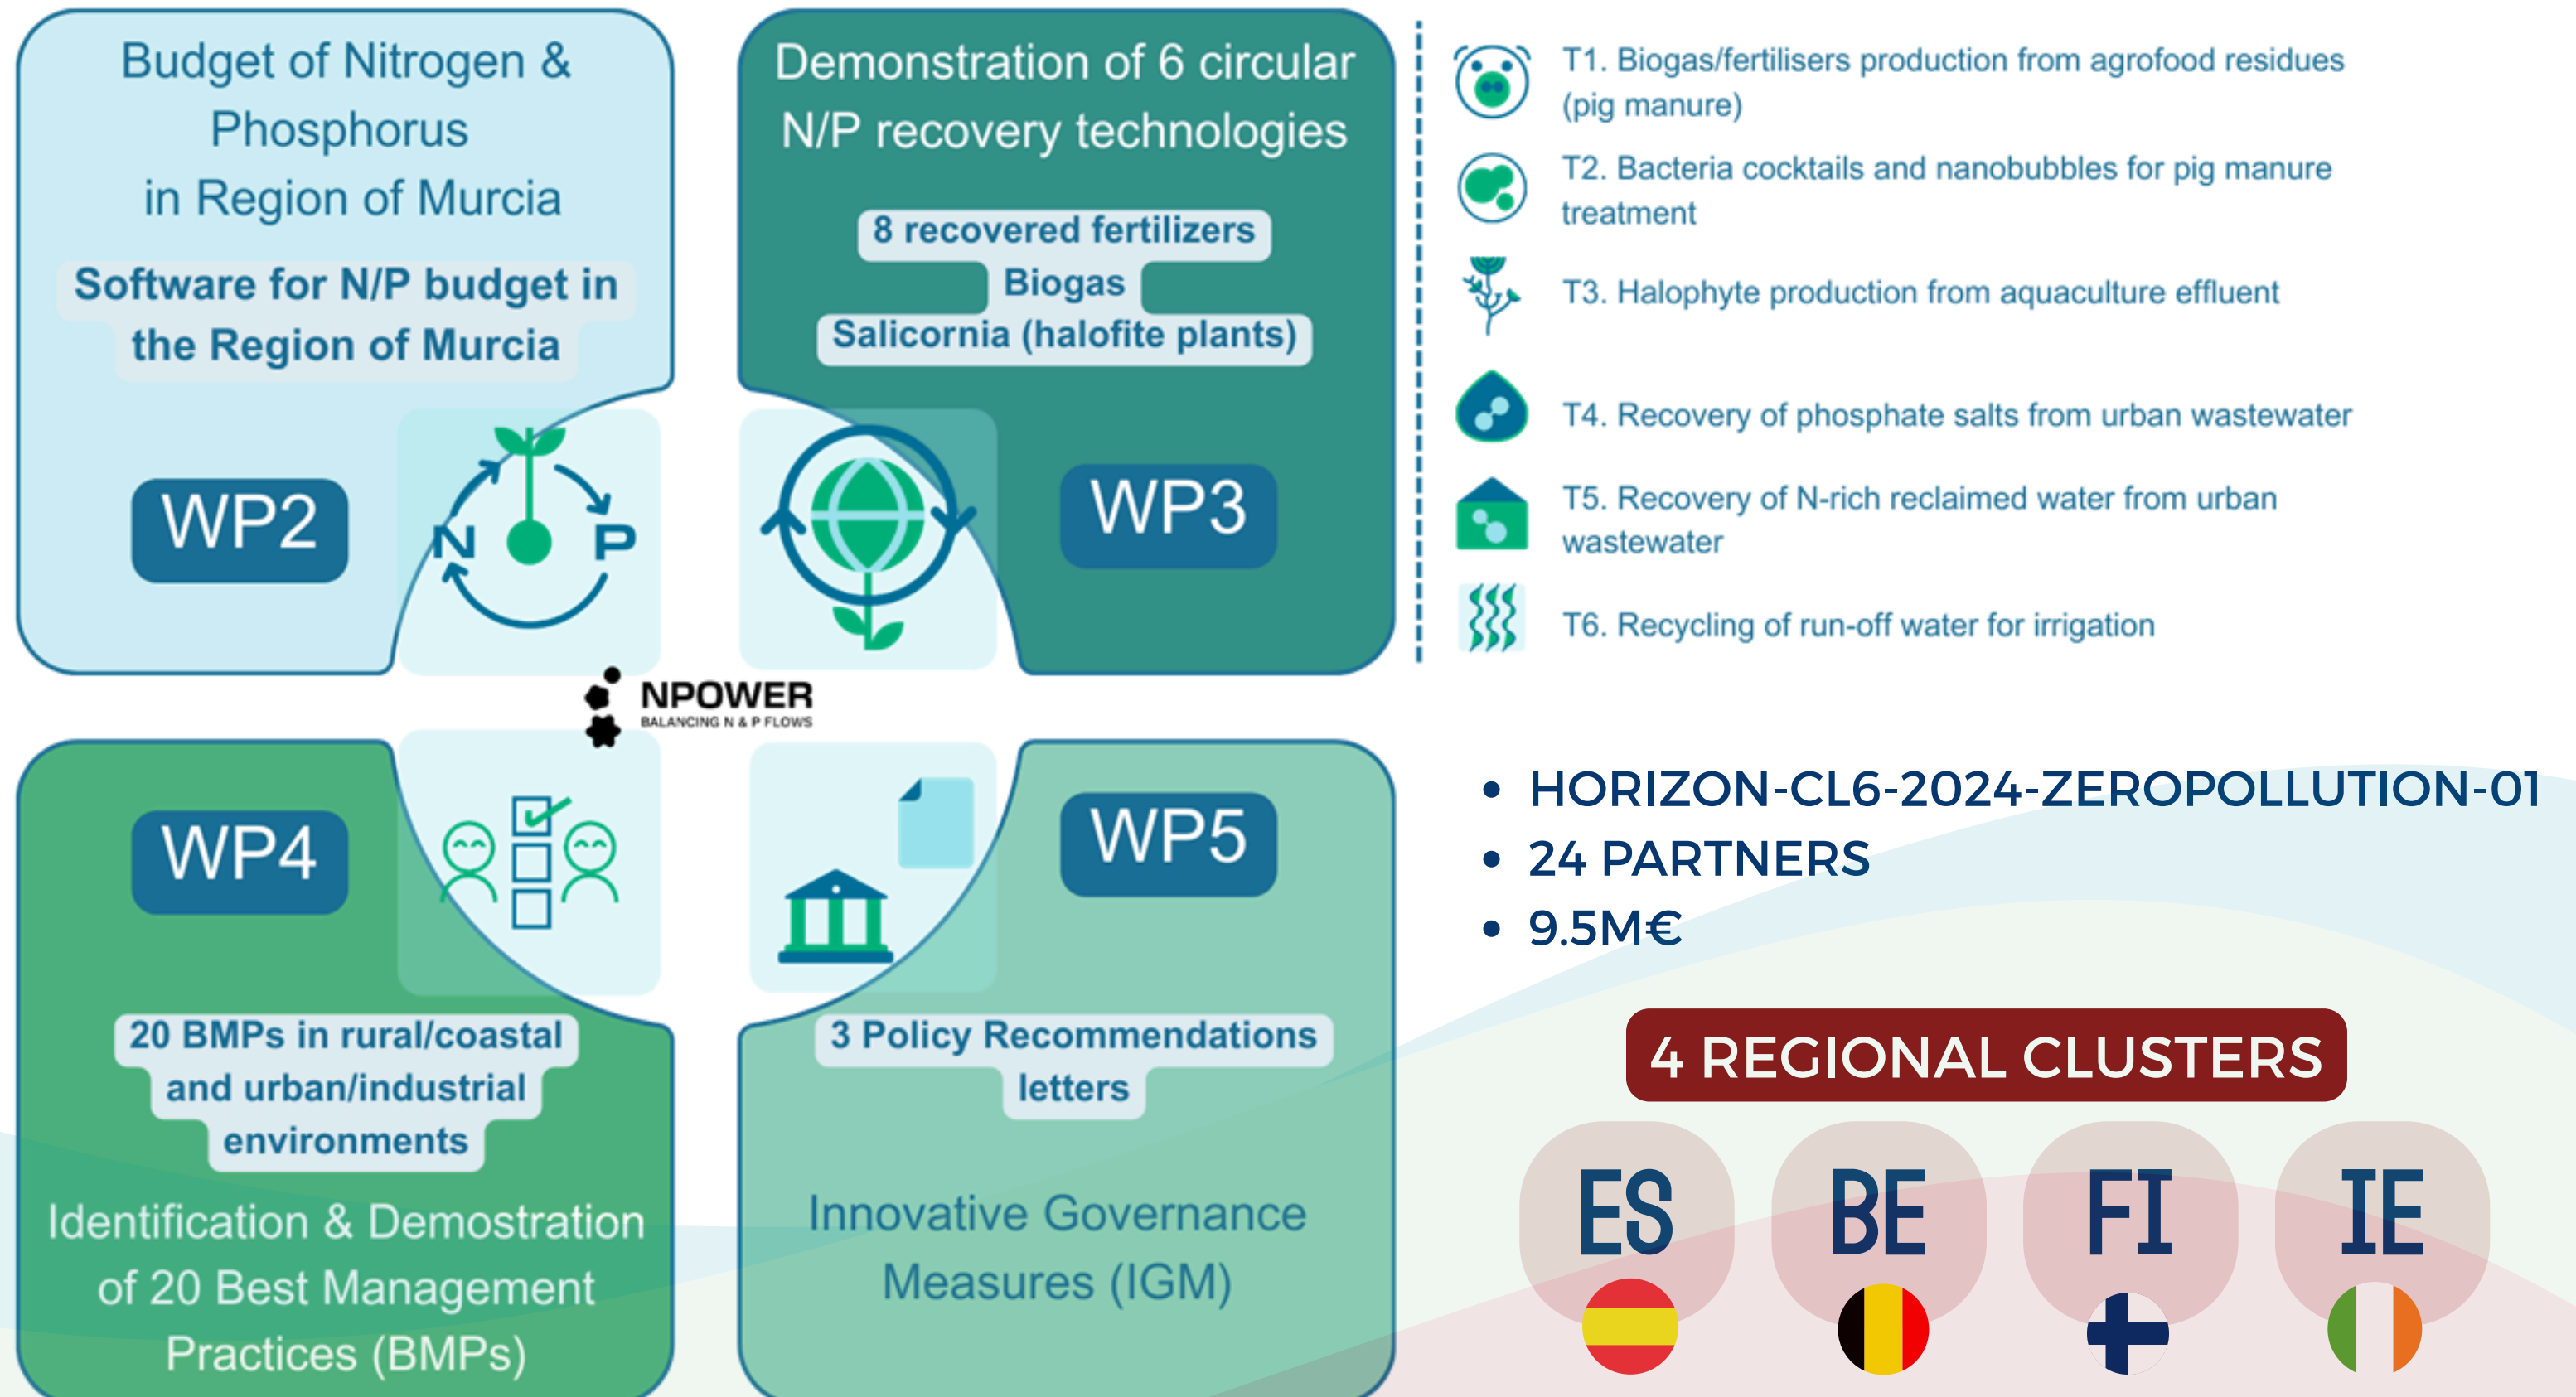 Budget of Nitrogen &
Phosphorus
in Region of Murcia
Software for N/P budget in
the Region of Murcia
WP2
N
P
Demonstration of 6 circular
N/P recovery technologies
8 recovered fertilizers
Biogas
Salicornia (halofite plants)
WP3
T1. Biogas/fertilisers production from agrofood residues
(pig manure)
T2. Bacteria cocktails and nanobubbles for pig manure
treatment
T3. Halophyte production from aquaculture effluent
T4. Recovery of phosphate salts from urban wastewater
T5. Recovery of N-rich reclaimed water from urban
wastewater
T6. Recycling of run-off water for irrigation
NPOWER
BALANCING N & P FLOWS
WP4
20 BMPs in rural/coastal
and urban/industrial
environments
Identification & Demostration
of 20 Best Management
Practices (BMPs)
WP5
3 Policy Recommendations
letters
Innovative Governance
Measures (IGM)
• HORIZON-CL6-2024-ZEROPOLLUTION-01
• 24 PARTNERS
• 9.5M€
4 REGIONAL CLUSTERS
ES
BE
FI
IE